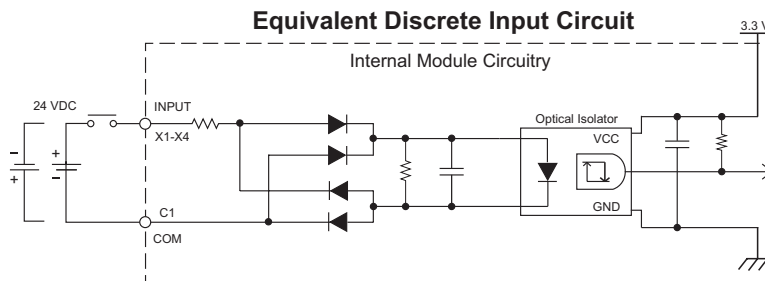 Equivalent Discrete Input Circuit
3.3 V
Internal Module Circuitry
24 VDC
INPUT
X1-X4
Optical Isolator
VCC
GND
C1
COM
+
-
-
+